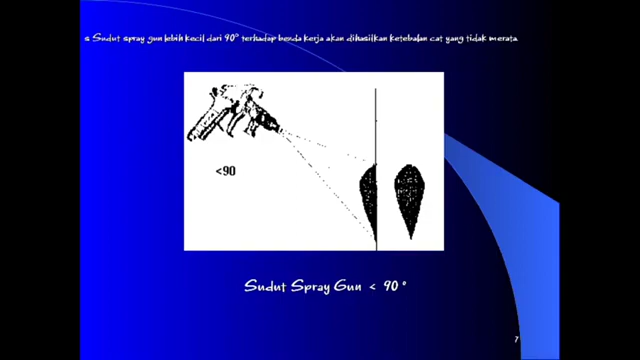 s Sudut spray gun lebih kecil dari 90° terhadap benda kerja akan dihasilkan ketebalan cat yang tidak merata
<90
Sudut Spray Gun < 90°
7